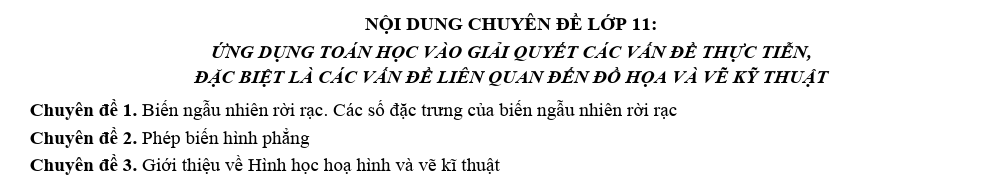 NỘI DUNG CHUYÊN ĐỀ LỚP 11:
ỨNG DỤNG TOÁN HỌC VÀO GIẢI QUYẾT CÁC VẤN ĐỀ THỰC TIỄN,
ĐẶC BIỆT LÀ CÁC VẤN ĐỀ LIÊN QUAN ĐẾN ĐỒ HỌA VÀ VẼ KỸ THUẬT
Chuyên đề 1. Biến ngẫu nhiên rời rạc. Các số đặc trưng của biến ngẫu nhiên rời rạc
Chuyên đề 2. Phép biến hình phẳng
Chuyên đề 3. Giới thiệu về Hình học hoạ hình và vẽ kĩ thuật